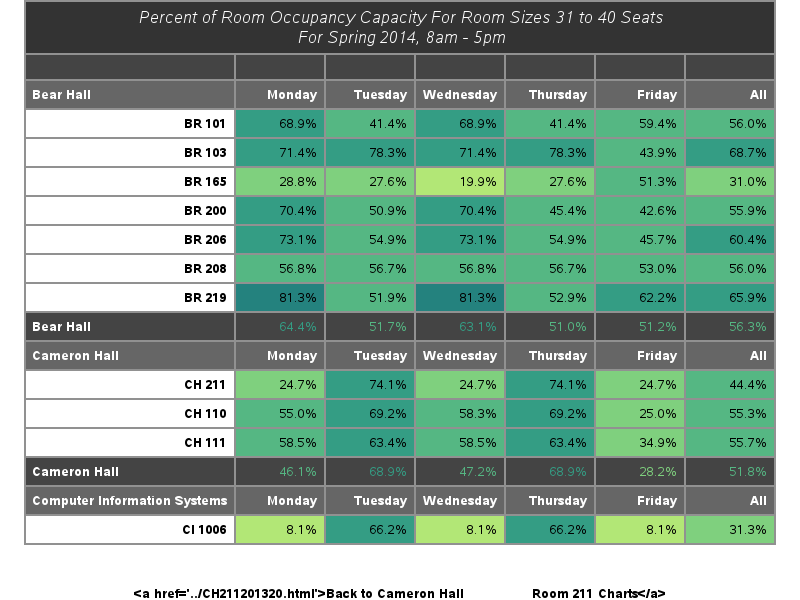 Percent of Room Occupancy Capacity For Room Sizes 31 to 40 Seats
For Spring 2014, 8am - 5pm
Bear Hall Monday Tuesday Wednesday Thursday Friday All
BR 101 68.9% 41.4% 68.9% 41.4% 59.4% 56.0%
BR 103 71.4% 78.3% 71.4% 78.3% 43.9% 68.7%
BR 165 28.8% 27.6% 19.9% 27.6% 51.3% 31.0%
BR 200 70.4% 50.9% 70.4% 45.4% 42.6% 55.9%
BR 206 73.1% 54.9% 73.1% 54.9% 45.7% 60.4%
BR 208 56.8% 56.7% 56.8% 56.7% 53.0% 56.0%
BR 219 81.3% 51.9% 81.3% 52.9% 62.2% 65.9%
Bear Hall 64.4% 51.7% 63.1% 51.0% 51.2% 56.3%
Cameron Hall Monday Tuesday Wednesday Thursday Friday All
CH 211 24.7% 74.1% 24.7% 74.1% 24.7% 44.4%
CH 110 55.0% 69.2% 58.3% 69.2% 25.0% 55.3%
CH 111 58.5% 63.4% 58.5% 63.4% 34.9% 55.7%
Cameron Hall 46.1% 68.9% 47.2% 68.9% 28.2% 51.8%
Computer Information Systems Monday Tuesday Wednesday Thursday Friday All
CI 1006 8.1% 66.2% 8.1% 66.2% 8.1% 31.3%
<a href='../CH211201320.html'>Back to Cameron Hall Room 211 Charts</a>